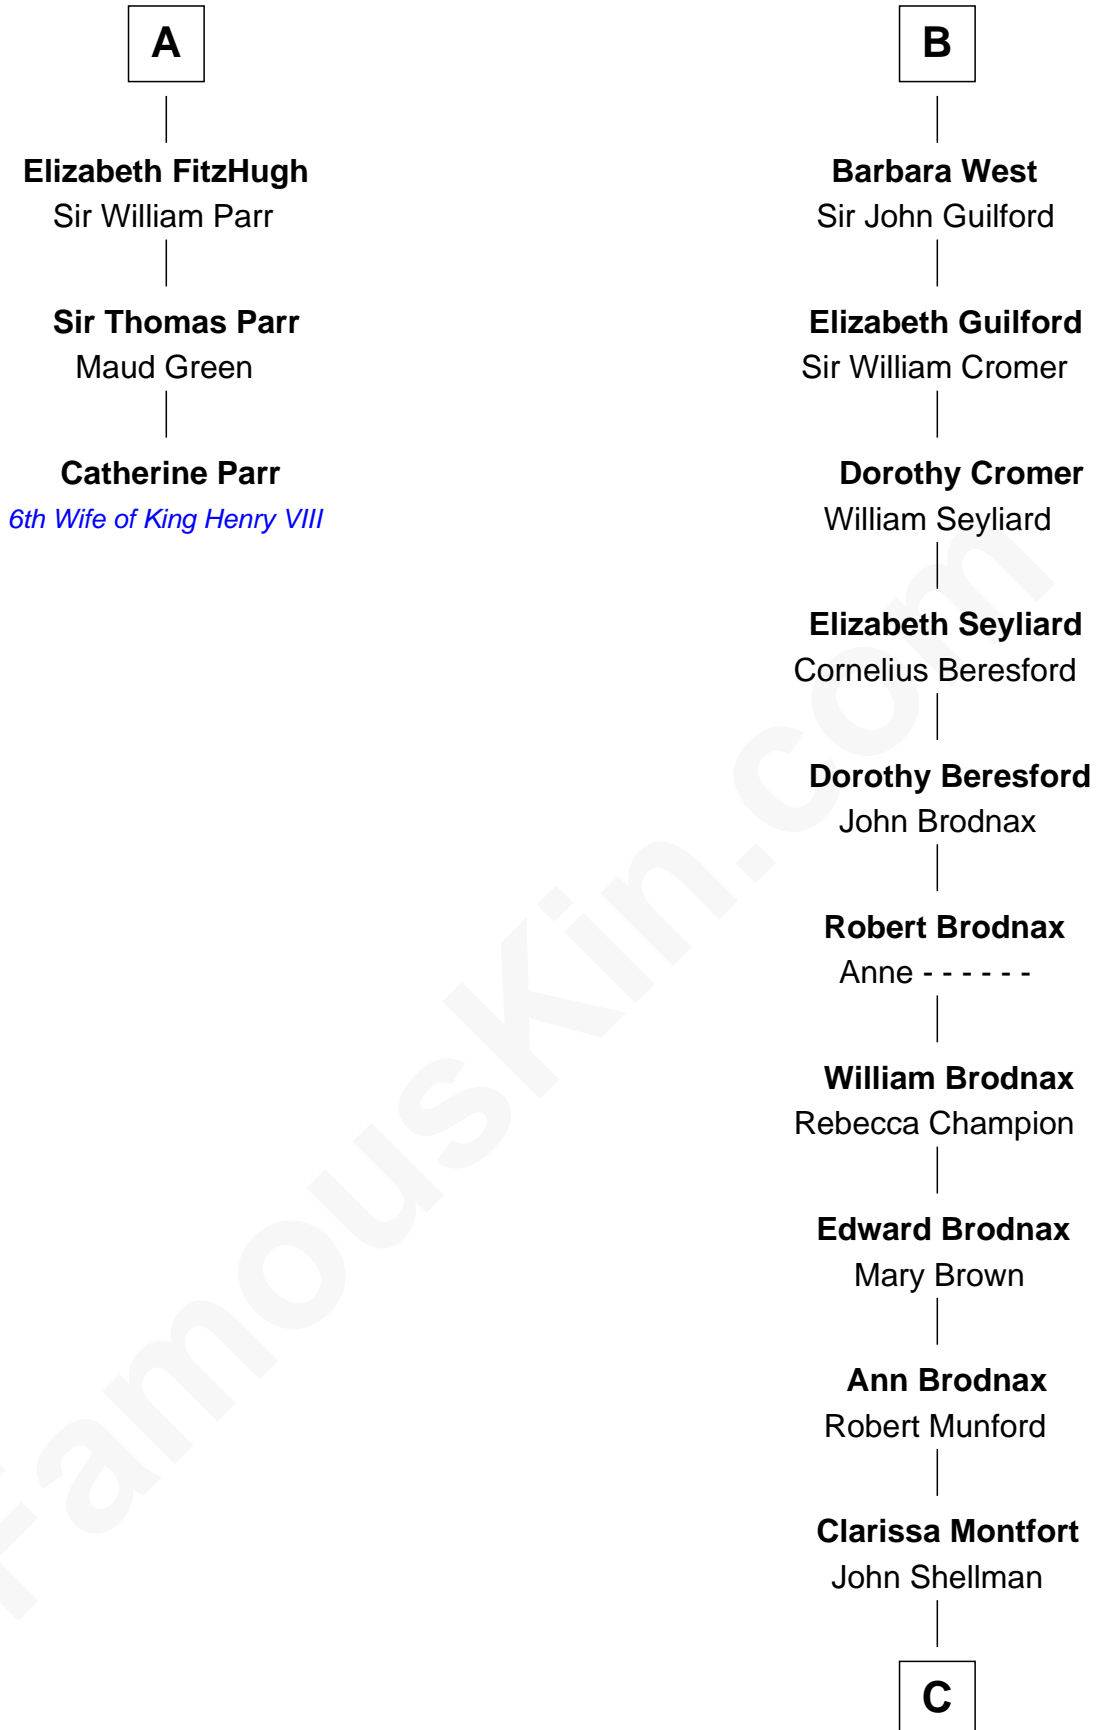 A
Elizabeth FitzHugh
Sir William Parr
Sir Thomas Parr
Maud Green
Catherine Parr
6th Wife of King Henry VIII
B
Barbara West
Sir John Guilford
Elizabeth Guilford
Sir William Cromer
Dorothy Cromer
William Seyliard
Elizabeth Seyliard
Cornelius Beresford
Dorothy Beresford
John Brodnax
Robert Brodnax
Anne - - - - - -
William Brodnax
Rebecca Champion
Edward Brodnax
Mary Brown
Ann Brodnax
Robert Munford
Clarissa Montfort
John Shellman
C
FamousKin.com